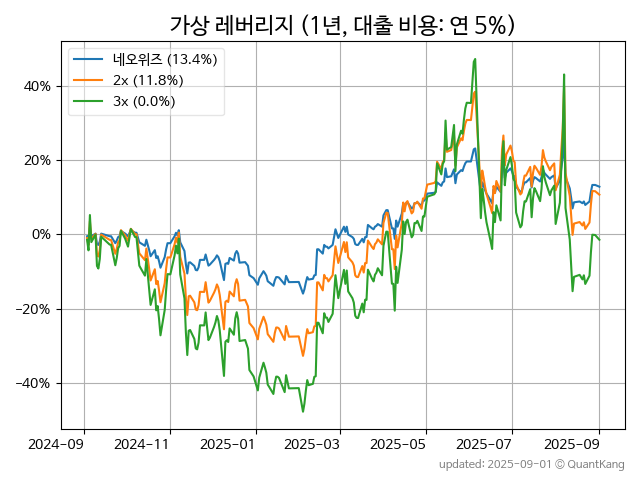 가상 레버리지 (1년, 대출 비용: 연 5%)
네오위즈 (13.4%)
2x (11.8%)
3x (0.0%)
40%
20%
0%
−20%
−40%
2024-09 2024-11 2025-01 2025-03 2025-05 2025-07 2025-09
updated: 2025-09-01 © QuantKang